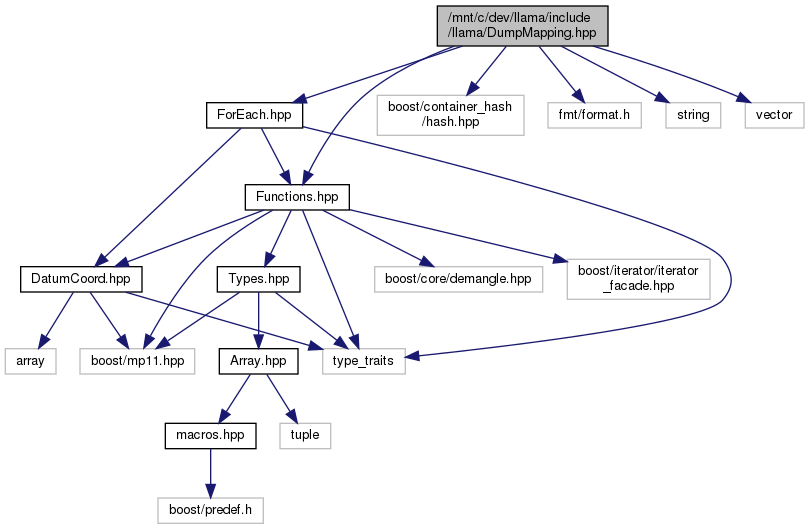 /mnt/c/dev/llama/include
/llama/DumpMapping.hpp
ForEach.hpp
boost/container_hash
/hash.hpp
fmt/format.h
string
vector
Functions.hpp
DatumCoord.hpp
Types.hpp
boost/core/demangle.hpp
boost/iterator/iterator
_facade.hpp
array
boost/mp11.hpp
Array.hpp
type_traits
macros.hpp
tuple
boost/predef.h